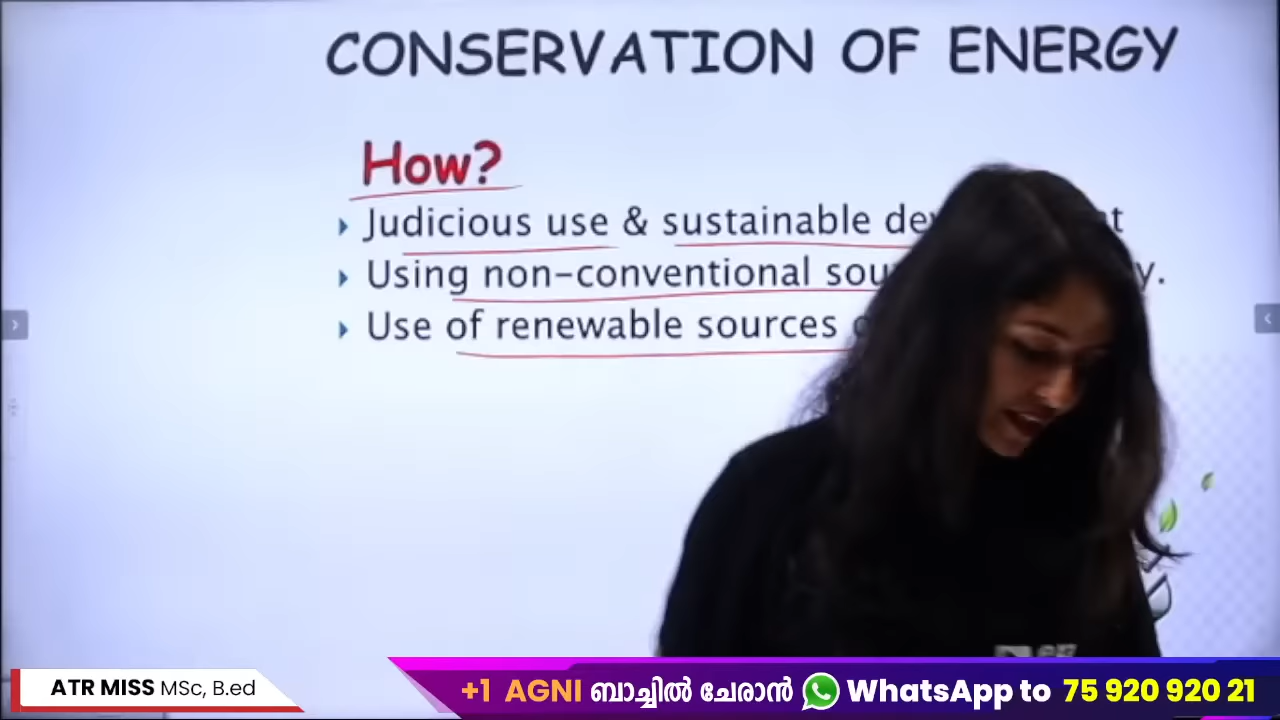 CONSERVATION OF ENERGY
How?
Judicious use & sustainable
Using non-conventional
Use of renewable sources
ATR MISS MSc, B.ed
+1 AGNI ബാച്ചിൽ ചേരാൻ WhatsApp to 75 920 920 21